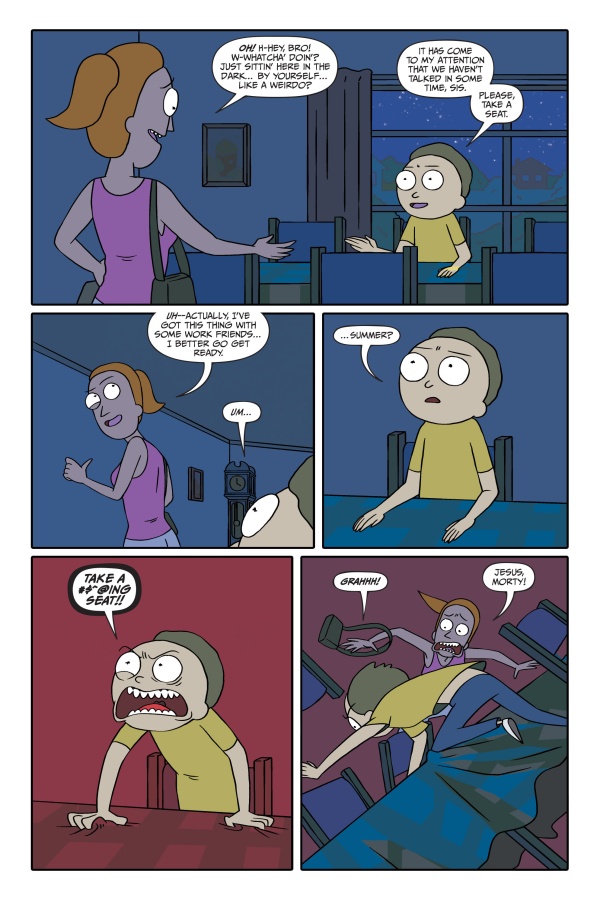 OH! H-HEY, BRO!
W-WHATCHA' DOIN'?
JUST SITTIN' HERE IN THE
DARK... BY YOURSELF...
LIKE A WEIRDO?
IT HAS COME
TO MY ATTENTION
THAT WE HAVEN'T
TALKED IN SOME
TIME, SIS.
PLEASE,
TAKE A
SEAT.
UH--ACTUALLY, I'VE
GOT THIS THING WITH
SOME WORK FRIENDS...
I BETTER GO GET
READY.
UM...
...SUMMER?
TAKE A
#$*@ING
SEAT!!
GRAHHH!
JESUS,
MORTY!